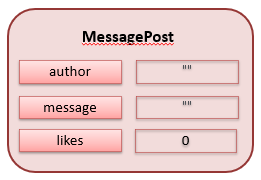 MessagePost
author ""
message ""
likes 0